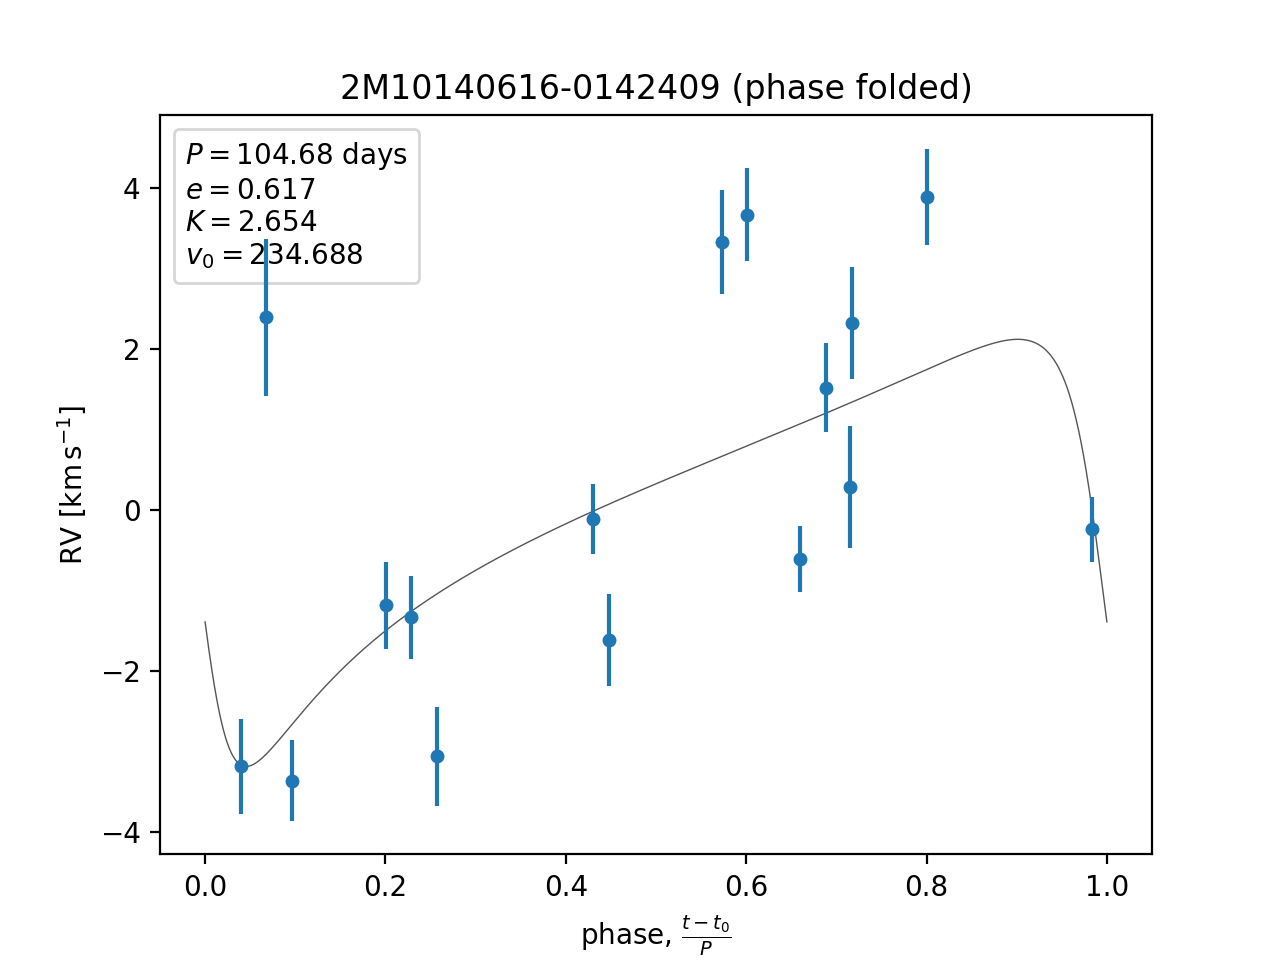 2M10140616-0142409 (phase folded)
P = 104.68 days
e = 0.617
K = 2.654
v₀ = 234.688
4
2
0
−2
−4
RV [km s⁻¹]
0.0 0.2 0.4 0.6 0.8 1.0
phase, (t − t₀)/P